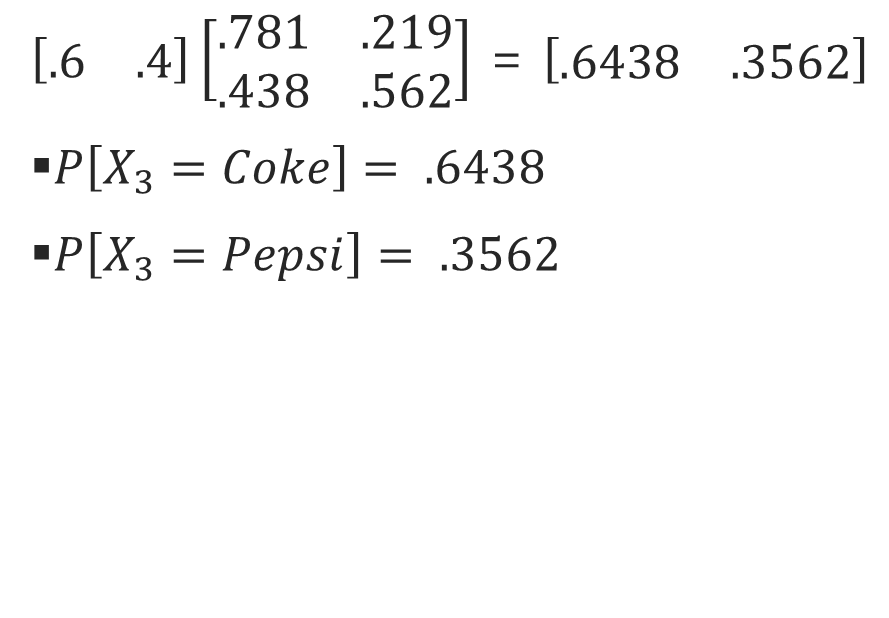 [.6 .4] [.781 .219
.438 .562] = [.6438 .3562]
▪P[X₃ = Coke] = .6438
▪P[X₃ = Pepsi] = .3562